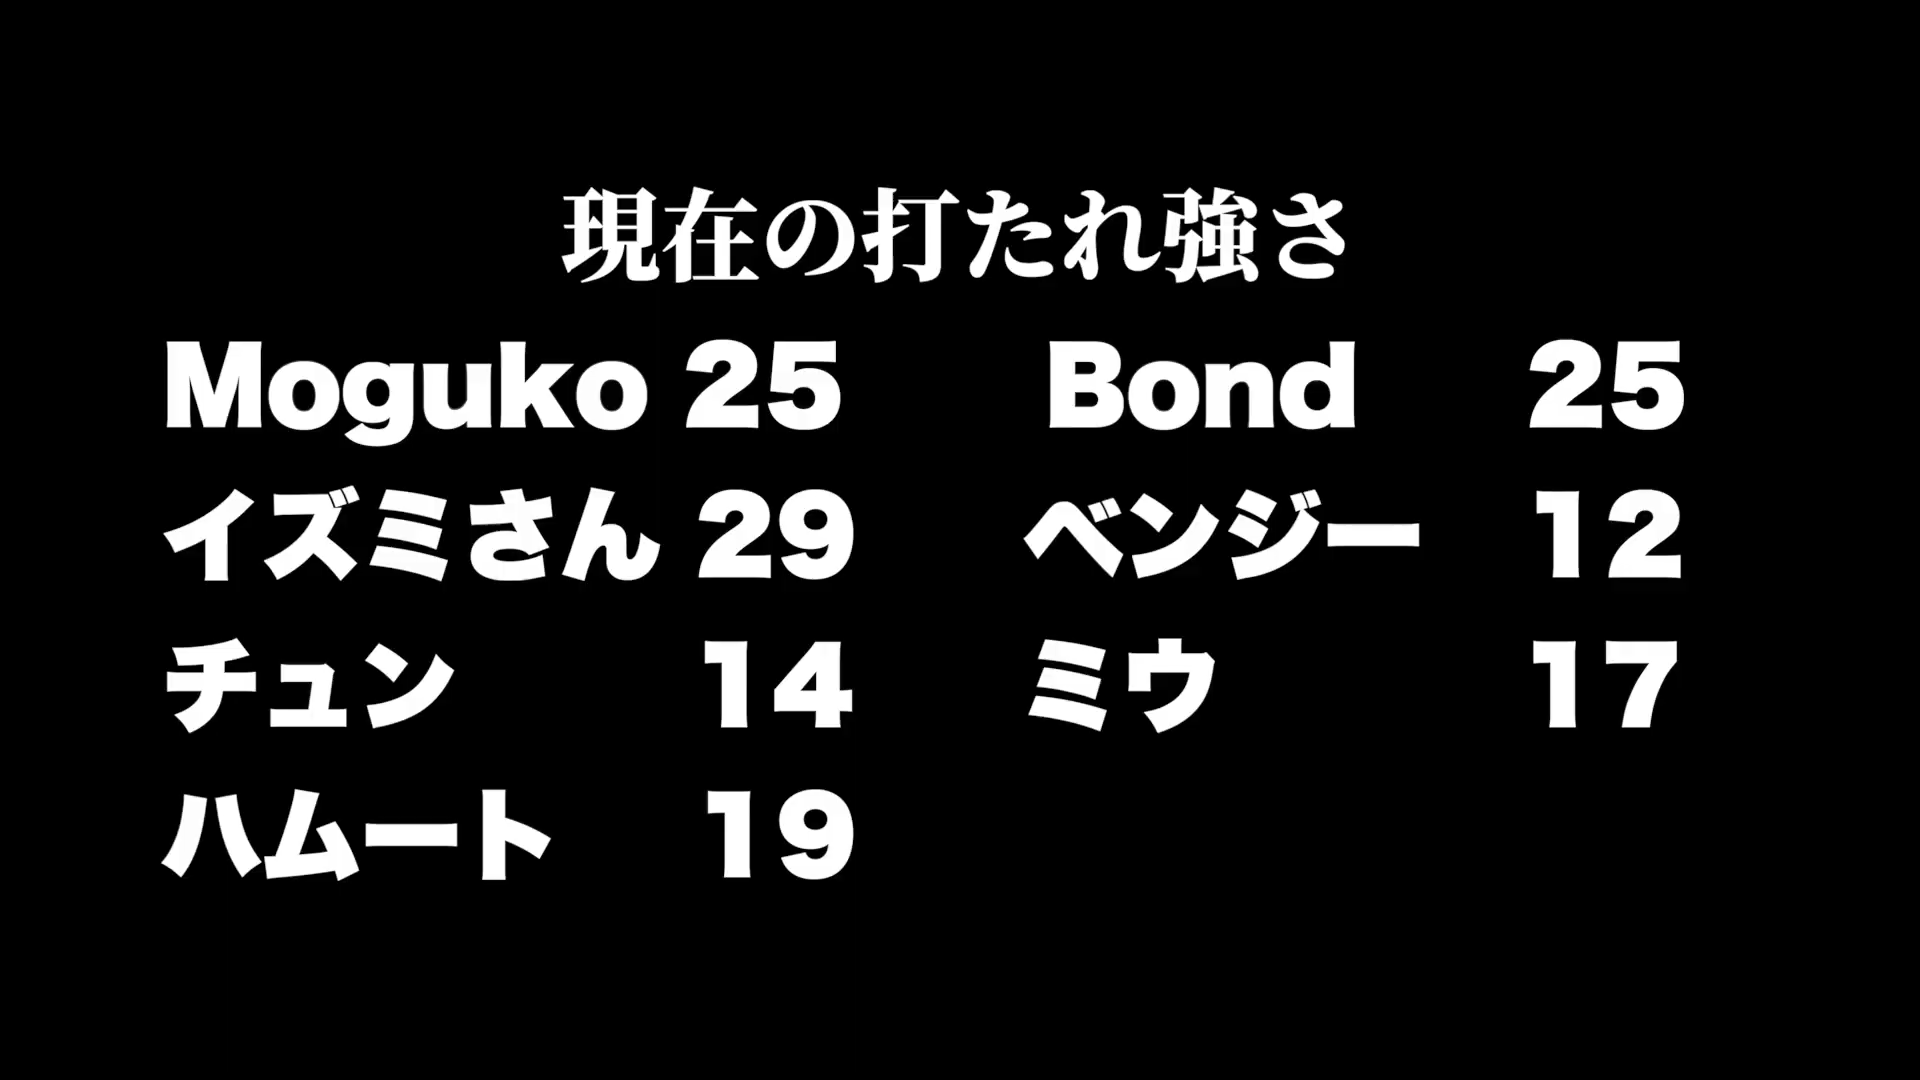 現在の打たれ強さ
Moguko 25 Bond 25
イズミさん 29 ベンジー 12
チュン 14 ミウ 17
ハムート 19